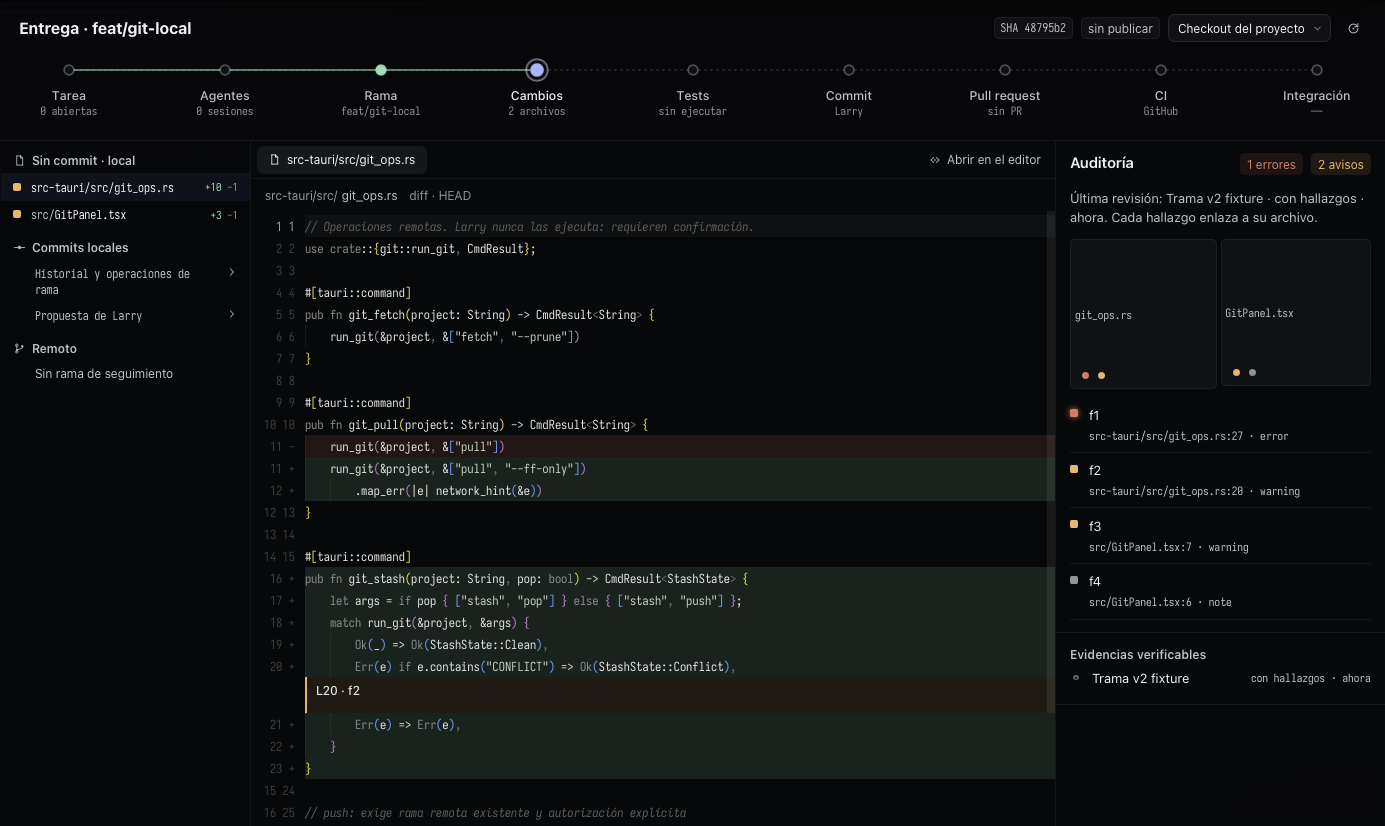 Entrega · feat/git-local
SHA 48795b2
sin publicar
Checkout del proyecto
Tarea
0 abiertas
Agentes
0 sesiones
Rama
feat/git-local
Cambios
2 archivos
Tests
sin ejecutar
Commit
Larry
Pull request
sin PR
CI
GitHub
Integración
—
Sin commit · local
src-tauri/src/git_ops.rs +10 −1
src/GitPanel.tsx +3 −1
Commits locales
Historial y operaciones de
rama
Propuesta de Larry
Remoto
Sin rama de seguimiento
src-tauri/src/git_ops.rs
Abrir en el editor
src-tauri/src/ git_ops.rs diff · HEAD
1 1 // Operaciones remotas. Larry nunca las ejecuta: requieren confirmación.
2 2 use crate::{git::run_git, CmdResult};
3 3
4 4 #[tauri::command]
5 5 pub fn git_fetch(project: String) -> CmdResult<String> {
6 6 run_git(&project, &["fetch", "--prune"])
7 7 }
8 8
9 9 #[tauri::command]
10 10 pub fn git_pull(project: String) -> CmdResult<String> {
11 − run_git(&project, &["pull"])
11 + run_git(&project, &["pull", "--ff-only"])
12 + .map_err(|e| network_hint(&e))
12 13 }
13 14
14 15 #[tauri::command]
16 + pub fn git_stash(project: String, pop: bool) -> CmdResult<StashState> {
17 + let args = if pop { ["stash", "pop"] } else { ["stash", "push"] };
18 + match run_git(&project, &args) {
19 + Ok(_) => Ok(StashState::Clean),
20 + Err(e) if e.contains("CONFLICT") => Ok(StashState::Conflict),
L20 · f2
21 + Err(e) => Err(e),
22 + }
23 + }
15 24
16 25 // push: exige rama remota existente y autorización explícita
Auditoría
1 errores
2 avisos
Última revisión: Trama v2 fixture · con hallazgos ·
ahora. Cada hallazgo enlaza a su archivo.
git_ops.rs
GitPanel.tsx
f1
src-tauri/src/git_ops.rs:27 · error
f2
src-tauri/src/git_ops.rs:20 · warning
f3
src/GitPanel.tsx:7 · warning
f4
src/GitPanel.tsx:6 · note
Evidencias verificables
Trama v2 fixture con hallazgos · ahora